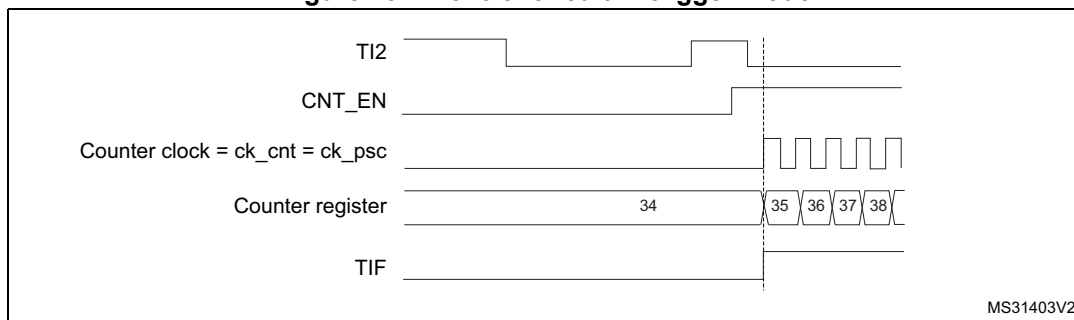 TI2
CNT_EN
Counter clock = ck_cnt = ck_psc
Counter register
34
35
36
37
38
TIF
MS31403V2